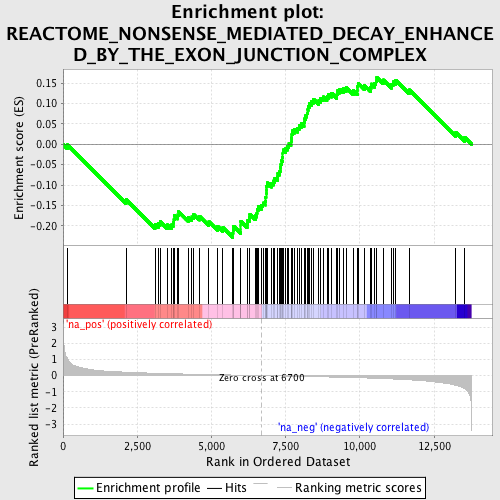 Enrichment plot:
REACTOME_NONSENSE_MEDIATED_DECAY_ENHANCE
D_BY_THE_EXON_JUNCTION_COMPLEX
Enrichment score (ES)
0.15
0.10
0.05
0.00
-0.05
-0.10
-0.15
-0.20
Ranked list metric (PreRanked)
'na_pos' (positively correlated)
3
2
1
0
-1
-2
-3
Zero cross at 6700
'na_neg' (negatively correlated)
0 2,500 5,000 7,500 10,000 12,500
Rank in Ordered Dataset
Enrichment profile Hits Ranking metric scores